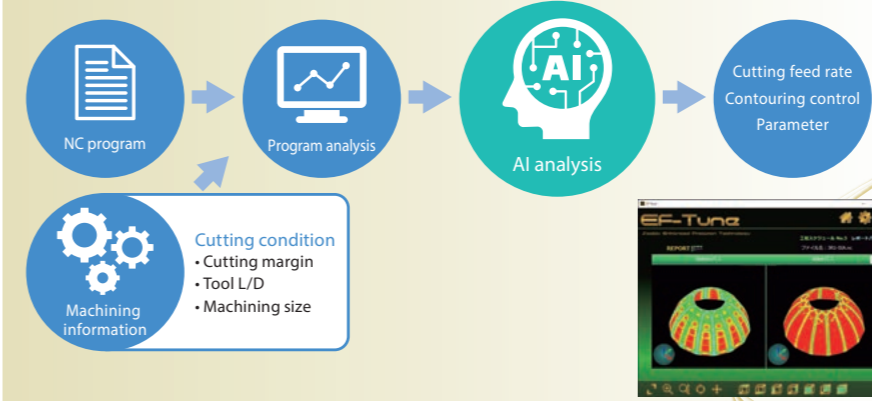 NC program
Program analysis
AI
AI analysis
Cutting feed rate
Contouring control
Parameter
Machining
information
Cutting condition
• Cutting margin
• Tool L/D
• Machining size
EF-Tune
REPORT